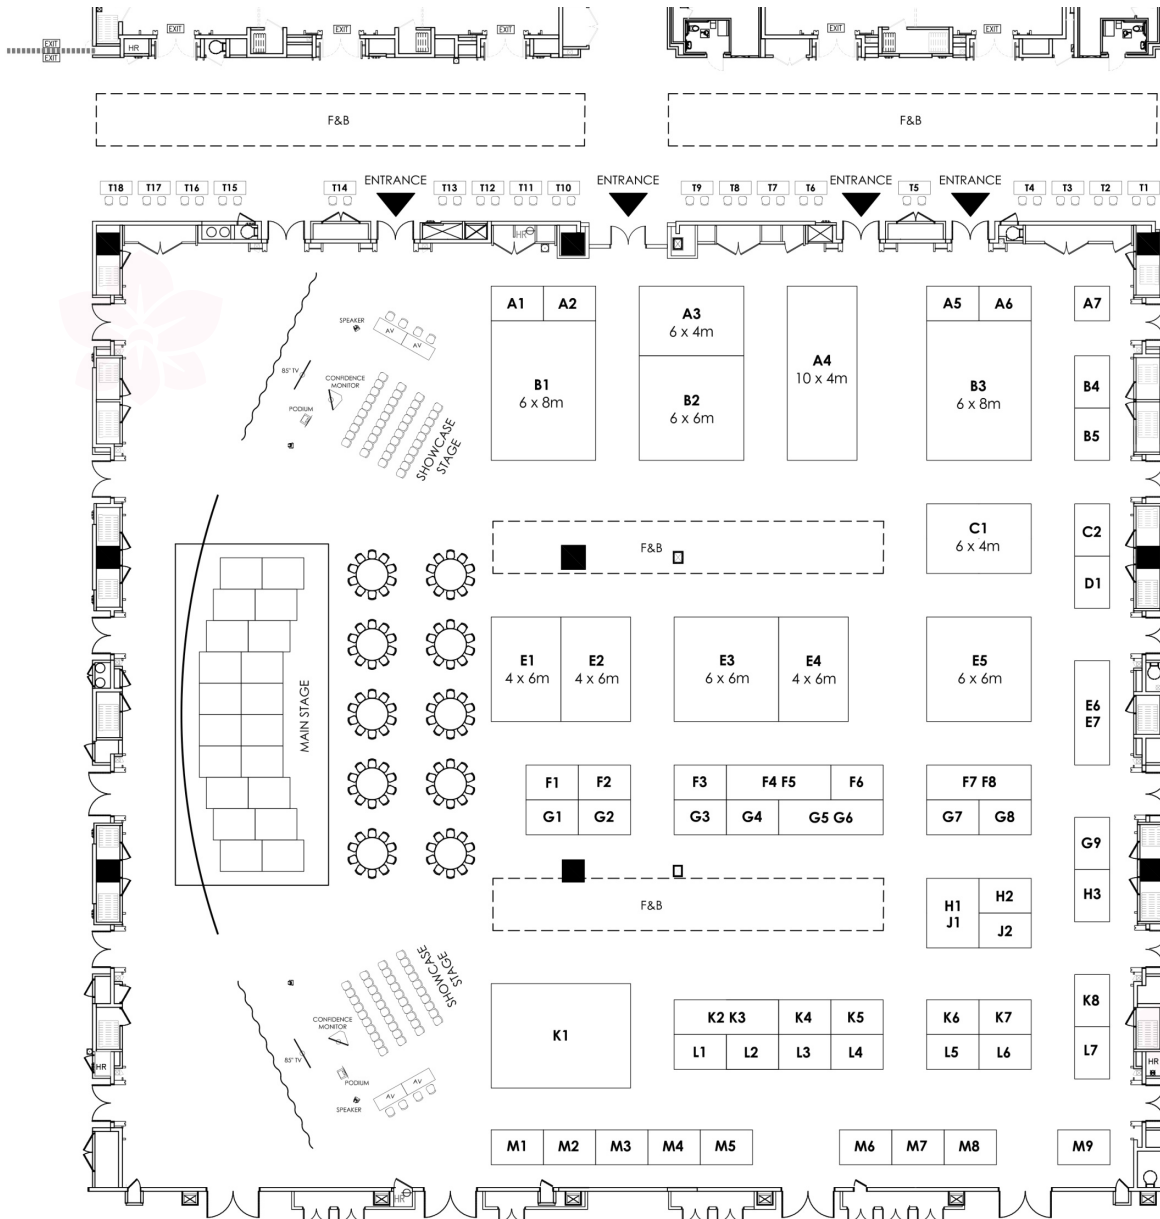 EXIT
EXIT
HR
EXIT
EXIT
EXIT
EXIT
EXIT
F&B
F&B
T18 T17 T16 T15 T14 ENTRANCE T13 T12 T11 T10 ENTRANCE T9 T8 T7 T6 ENTRANCE T5 ENTRANCE T4 T3 T2 T1
HR
SPEAKER
AV
AV
85" TV
CONFIDENCE
MONITOR
PODIUM
SHOWCASE
STAGE
A1 A2
A3
6 x 4m
A4
10 x 4m
A5 A6
A7
B1
6 x 8m
B2
6 x 6m
B3
6 x 8m
B4
B5
F&B
C1
6 x 4m
C2
D1
MAIN STAGE
E1
4 x 6m
E2
4 x 6m
E3
6 x 6m
E4
4 x 6m
E5
6 x 6m
E6
E7
F1 F2
F3 F4 F5 F6
F7 F8
G1 G2
G3 G4 G5 G6
G7 G8
G9
H3
F&B
H1
J1
H2
J2
SHOWCASE
STAGE
CONFIDENCE
MONITOR
85" TV
PODIUM
SPEAKER
AV
AV
HR
K1
K2 K3 K4 K5
K6 K7
K8
L1 L2 L3 L4
L5 L6
L7
HR
M1 M2 M3 M4 M5
M6 M7 M8
M9
HR